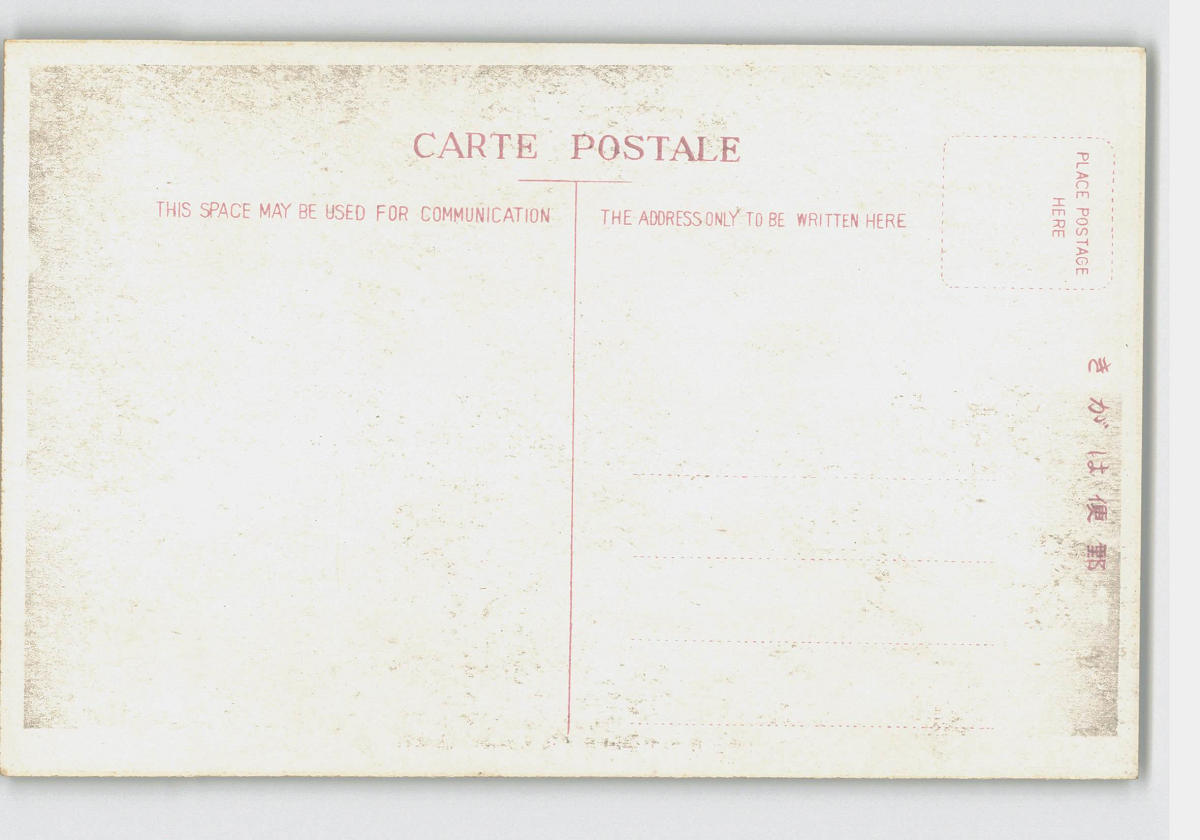 CARTE POSTALE
THIS SPACE MAY BE USED FOR COMMUNICATION
THE ADDRESS ONLY TO BE WRITTEN HERE
PLACE POSTAGE
HERE
きがは便郵